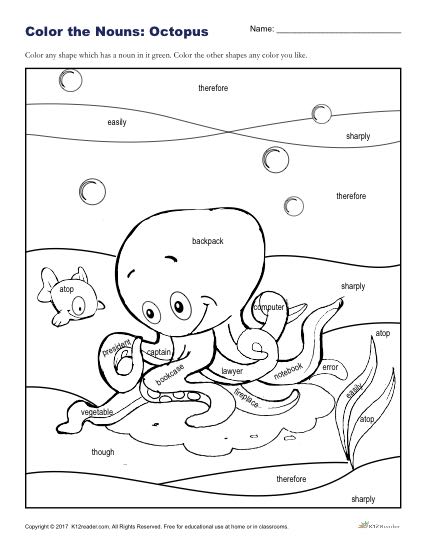 Color the Nouns: Octopus
Name:
Color any shape which has a noun in it green. Color the other shapes any color you like.
therefore
easily
sharply
therefore
backpack
sharply
atop
computer
atop
president
captain
bookcase
lawyer
notebook
error
easily
fireplace
vegetable
atop
though
therefore
sharply
Copyright © 2017 K12reader.com. All Rights Reserved. Free for educational use at home or in classrooms.
K12Reader